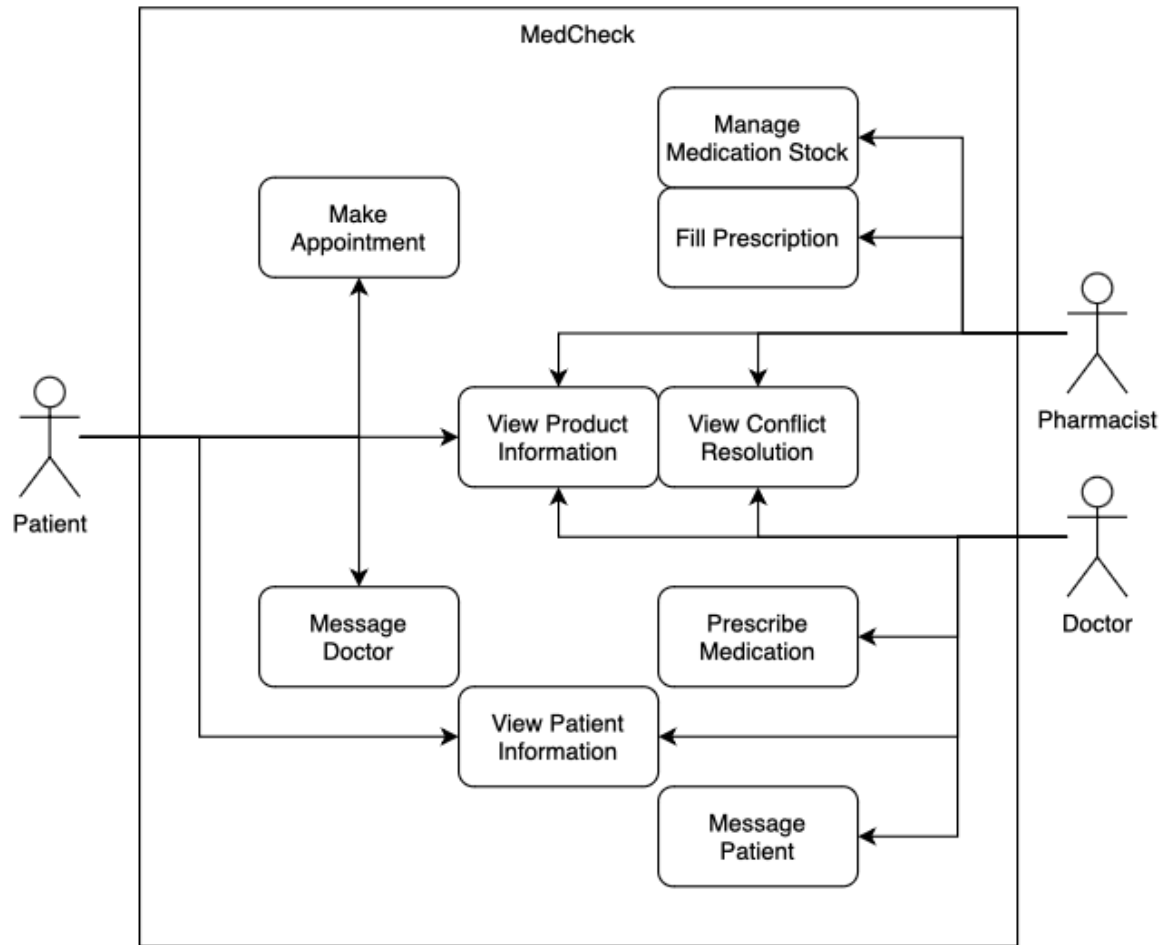 MedCheck
Manage
Medication Stock
Make
Appointment
Fill Prescription
View Product
Information
View Conflict
Resolution
Pharmacist
Patient
Message
Doctor
Prescribe
Medication
Doctor
View Patient
Information
Message
Patient